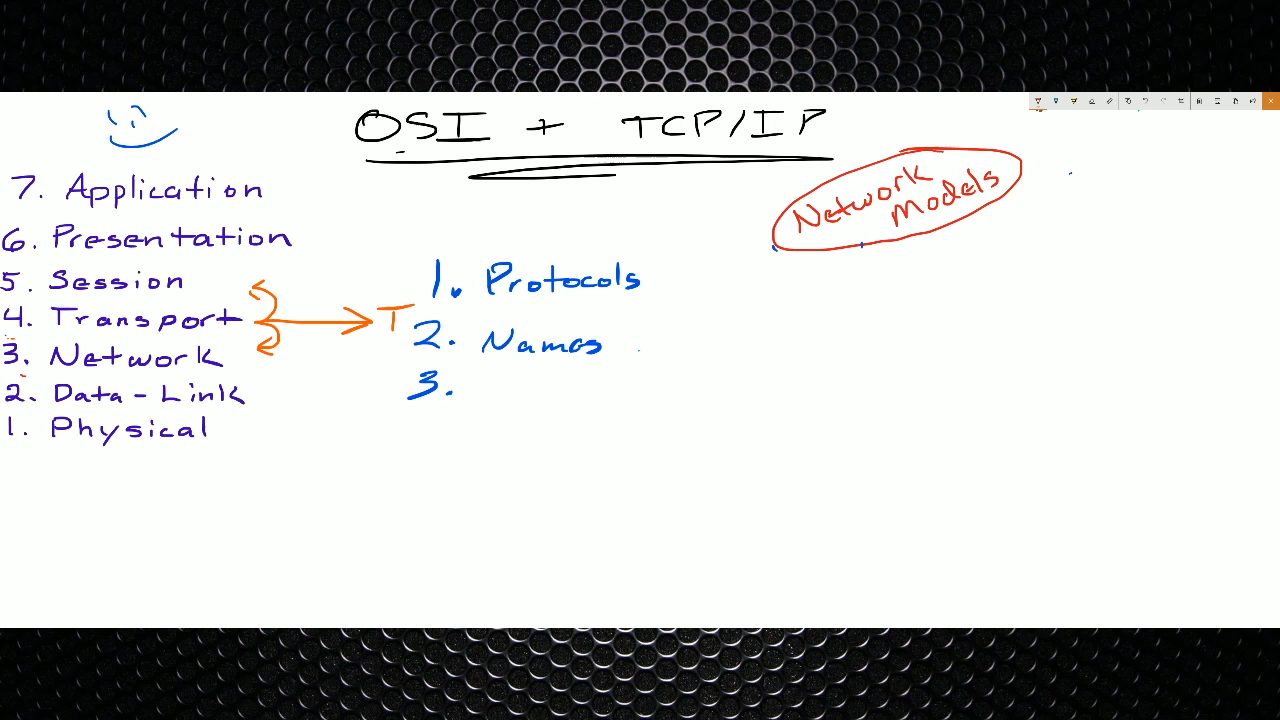 OSI + TCP/IP
Network
Models
7. Application
6. Presentation
5. Session
4. Transport
3. Network
2. Data-Link
1. Physical
T
1. Protocols
2. Names
3.